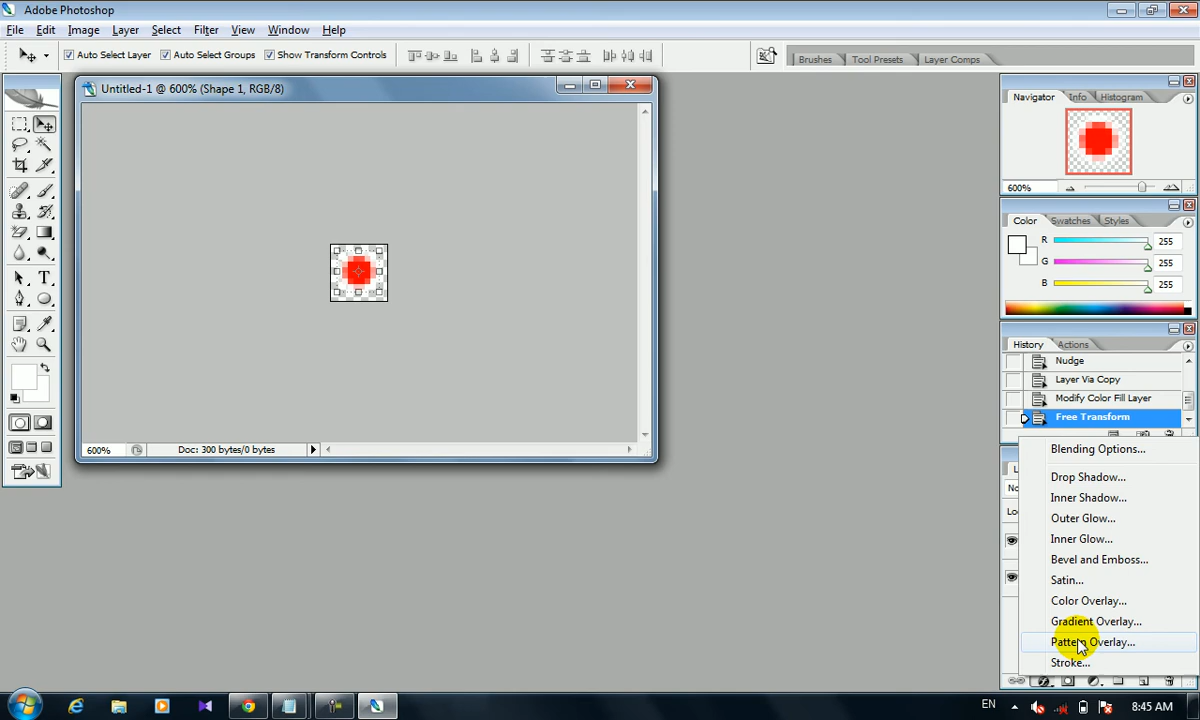 Adobe Photoshop
File Edit Image Layer Select Filter View Window Help
Auto Select Layer Auto Select Groups Show Transform Controls
Brushes Tool Presets Layer Comps
Untitled-1 @ 600% (Shape 1, RGB/8)
600% Doc: 300 bytes/0 bytes
Navigator Info Histogram
600%
Color Swatches Styles
R 255
G 255
B 255
History Actions
Nudge
Layer Via Copy
Modify Color Fill Layer
Free Transform
Blending Options...
Drop Shadow...
Inner Shadow...
Outer Glow...
Inner Glow...
Bevel and Emboss...
Satin...
Color Overlay...
Gradient Overlay...
Pattern Overlay...
Stroke...
EN 8:45 AM